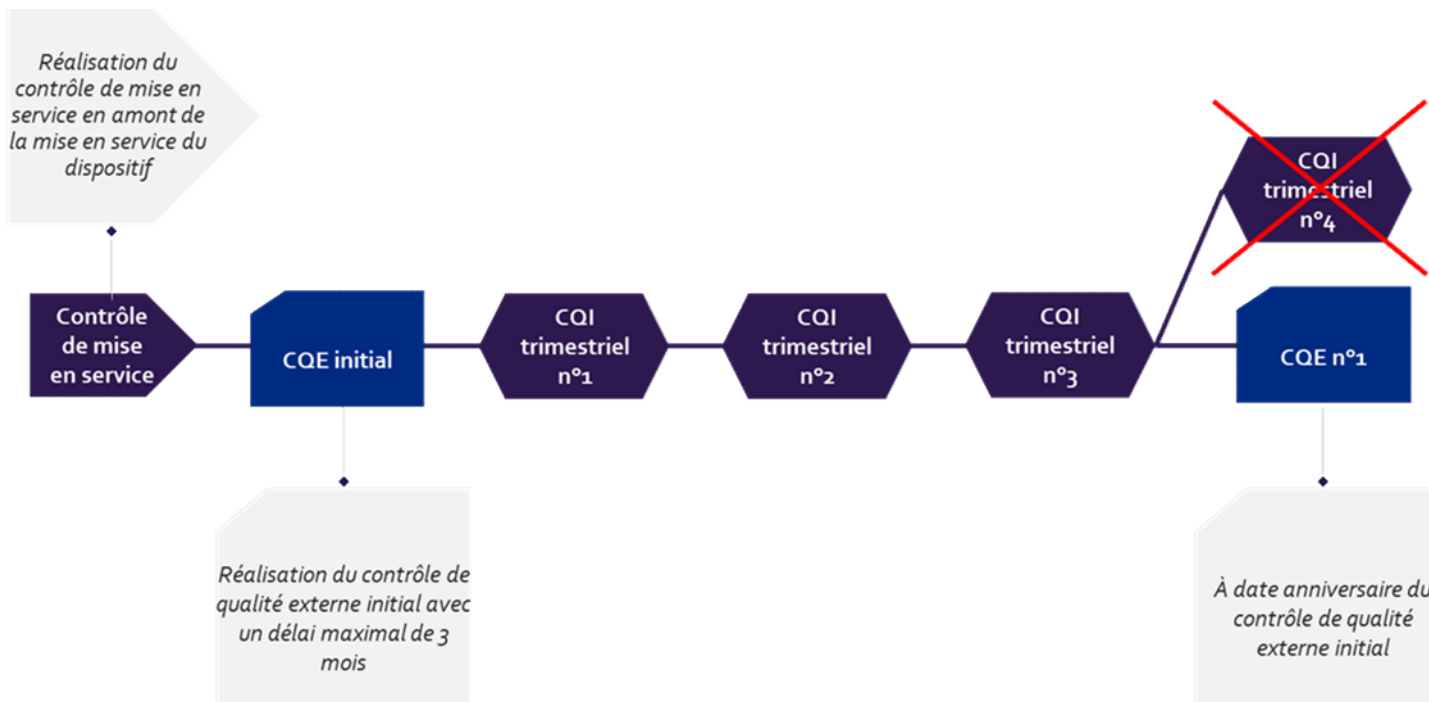 Réalisation du
contrôle de mise en
service en amont de
la mise en service du
dispositif
CQI
trimestriel
n°4
Contrôle
de mise
en service
CQE initial
CQI
trimestriel
n°1
CQI
trimestriel
n°2
CQI
trimestriel
n°3
CQE n°1
Réalisation du contrôle de
qualité externe initial avec
un délai maximal de 3
mois
À date anniversaire du
contrôle de qualité
externe initial